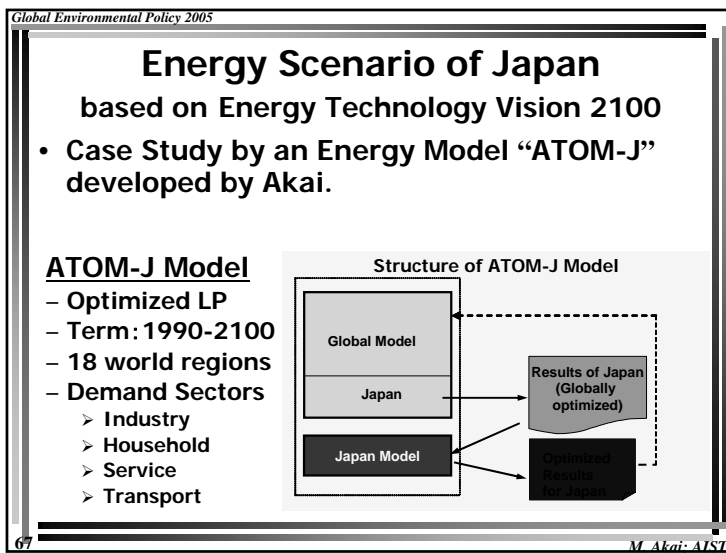 Global Environmental Policy 2005
Energy Scenario of Japan
based on Energy Technology Vision 2100
• Case Study by an Energy Model “ATOM-J”
developed by Akai.
ATOM-J Model
– Optimized LP
– Term: 1990-2100
– 18 world regions
– Demand Sectors
➢ Industry
➢ Household
➢ Service
➢ Transport
Structure of ATOM-J Model
Global Model
Japan
Japan Model
Results of Japan
(Globally
optimized)
Optimized
Results
for Japan
67
M. Akai; AIST